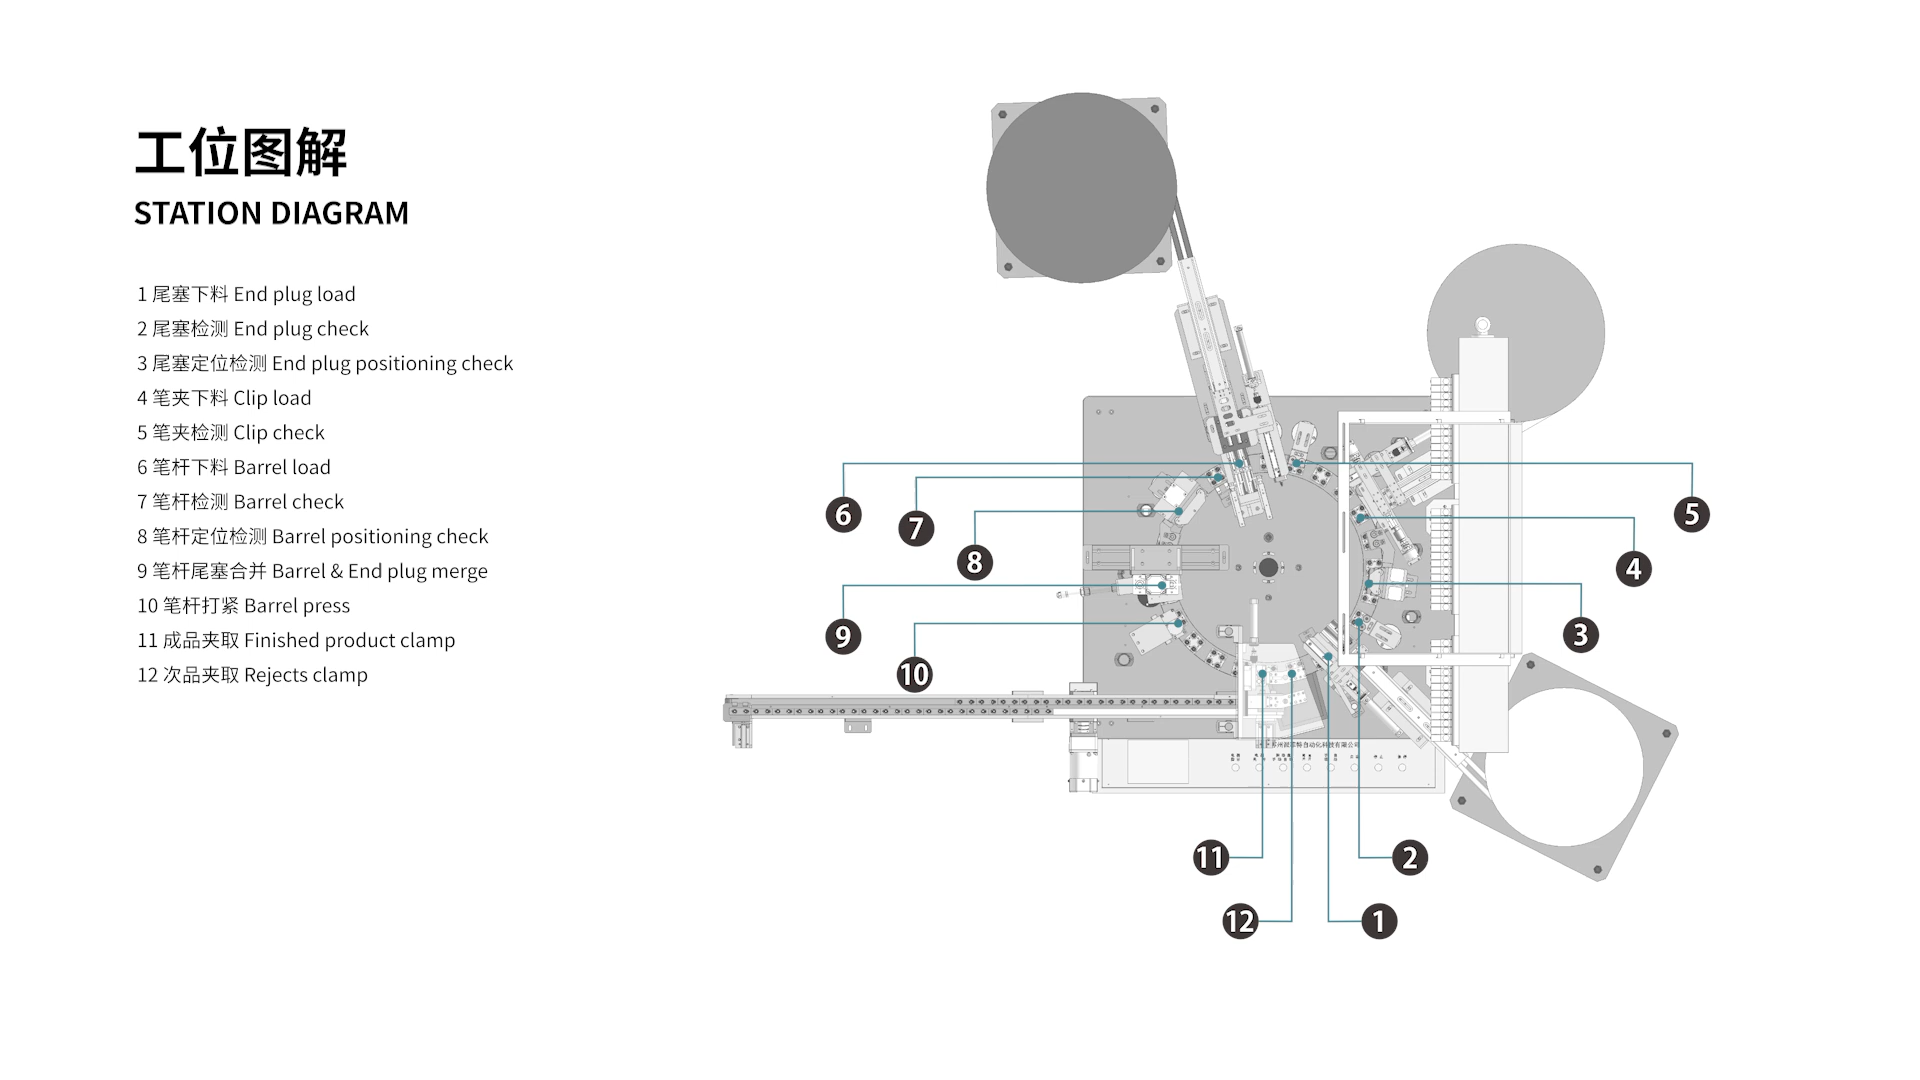 工位图解
STATION DIAGRAM
1 尾塞下料 End plug load
2 尾塞检测 End plug check
3 尾塞定位检测 End plug positioning check
4 笔夹下料 Clip load
5 笔夹检测 Clip check
6 笔杆下料 Barrel load
7 笔杆检测 Barrel check
8 笔杆定位检测 Barrel positioning check
9 笔杆尾塞合并 Barrel & End plug merge
10 笔杆打紧 Barrel press
11 成品夹取 Finished product clamp
12 次品夹取 Rejects clamp
6
7
8
9
10
5
4
3
11
2
12
1